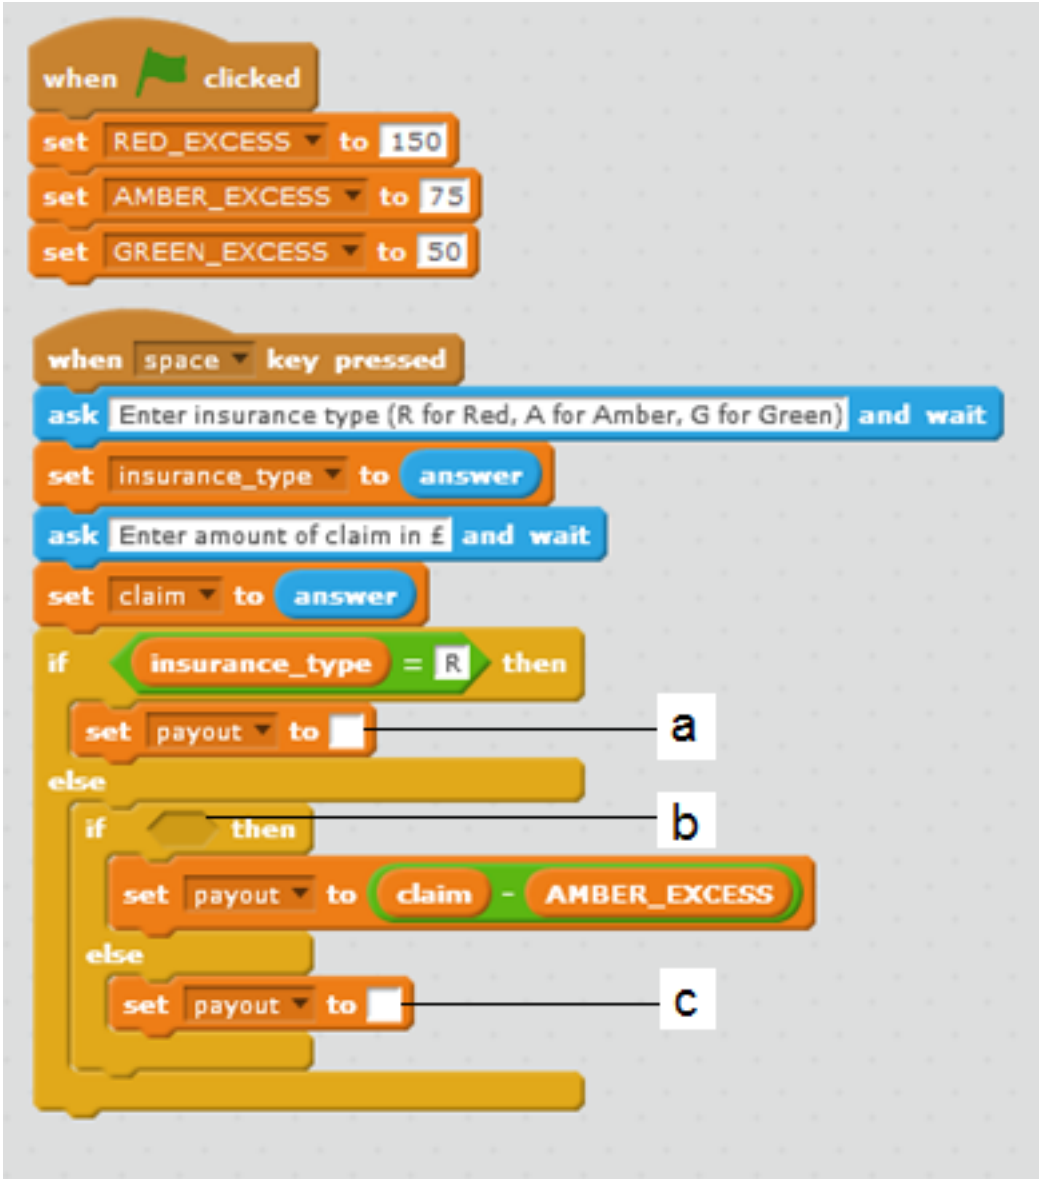 when clicked
set RED_EXCESS to 150
set AMBER_EXCESS to 75
set GREEN_EXCESS to 50
when space key pressed
ask Enter insurance type (R for Red, A for Amber, G for Green) and wait
set insurance_type to answer
ask Enter amount of claim in £ and wait
set claim to answer
if insurance_type = R then
set payout to a
else
if then b
set payout to claim - AMBER_EXCESS
else
set payout to c